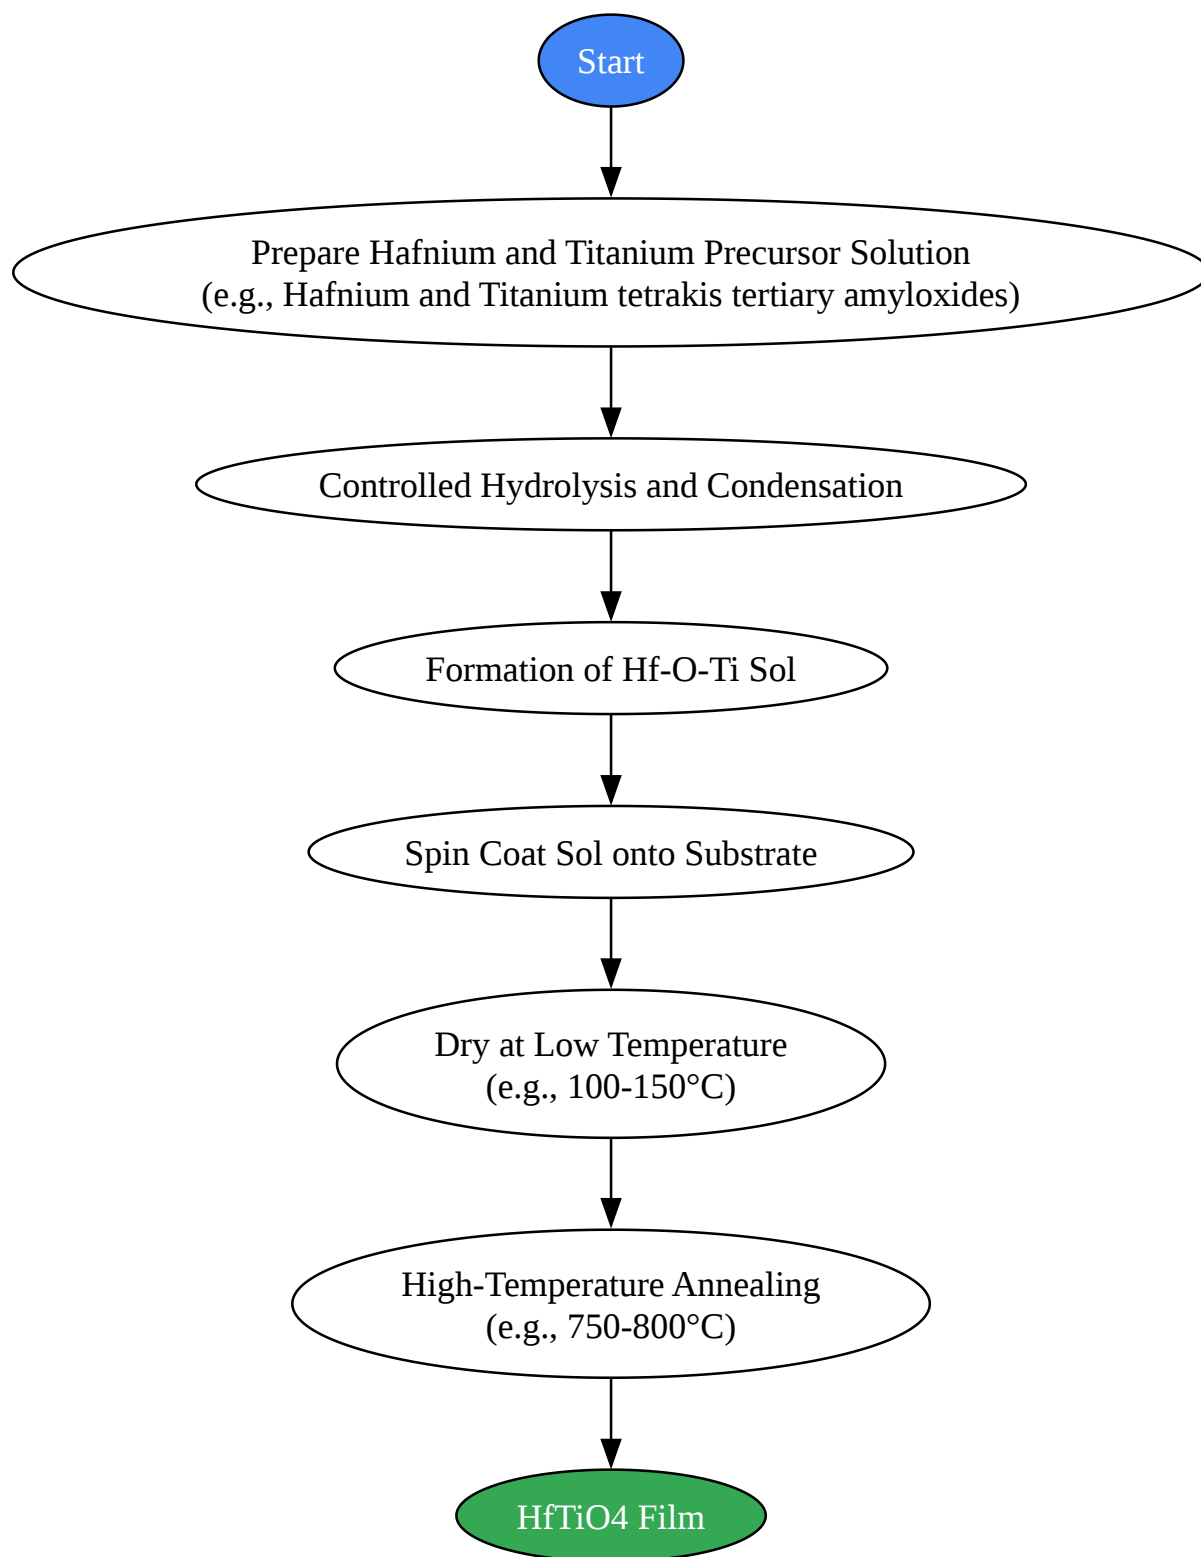 Start
Prepare Hafnium and Titanium Precursor Solution
(e.g., Hafnium and Titanium tetrakis tertiary amyloxides)
Controlled Hydrolysis and Condensation
Formation of Hf-O-Ti Sol
Spin Coat Sol onto Substrate
Dry at Low Temperature
(e.g., 100-150°C)
High-Temperature Annealing
(e.g., 750-800°C)
HfTiO4 Film